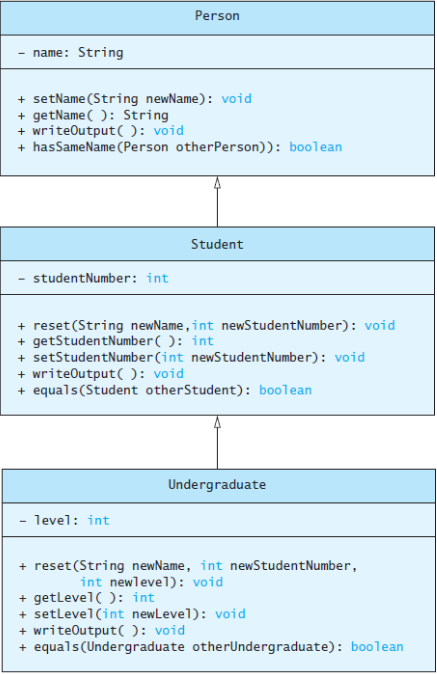 Person
– name: String
+ setName(String newName): void
+ getName( ): String
+ writeOutput( ): void
+ hasSameName(Person otherPerson)): boolean
Student
– studentNumber: int
+ reset(String newName,int newStudentNumber): void
+ getStudentNumber( ): int
+ setStudentNumber(int newStudentNumber): void
+ writeOutput( ): void
+ equals(Student otherStudent): boolean
Undergraduate
– level: int
+ reset(String newName, int newStudentNumber,
int newlevel): void
+ getLevel( ): int
+ setLevel(int newLevel): void
+ writeOutput( ): void
+ equals(Undergraduate otherUndergraduate): boolean